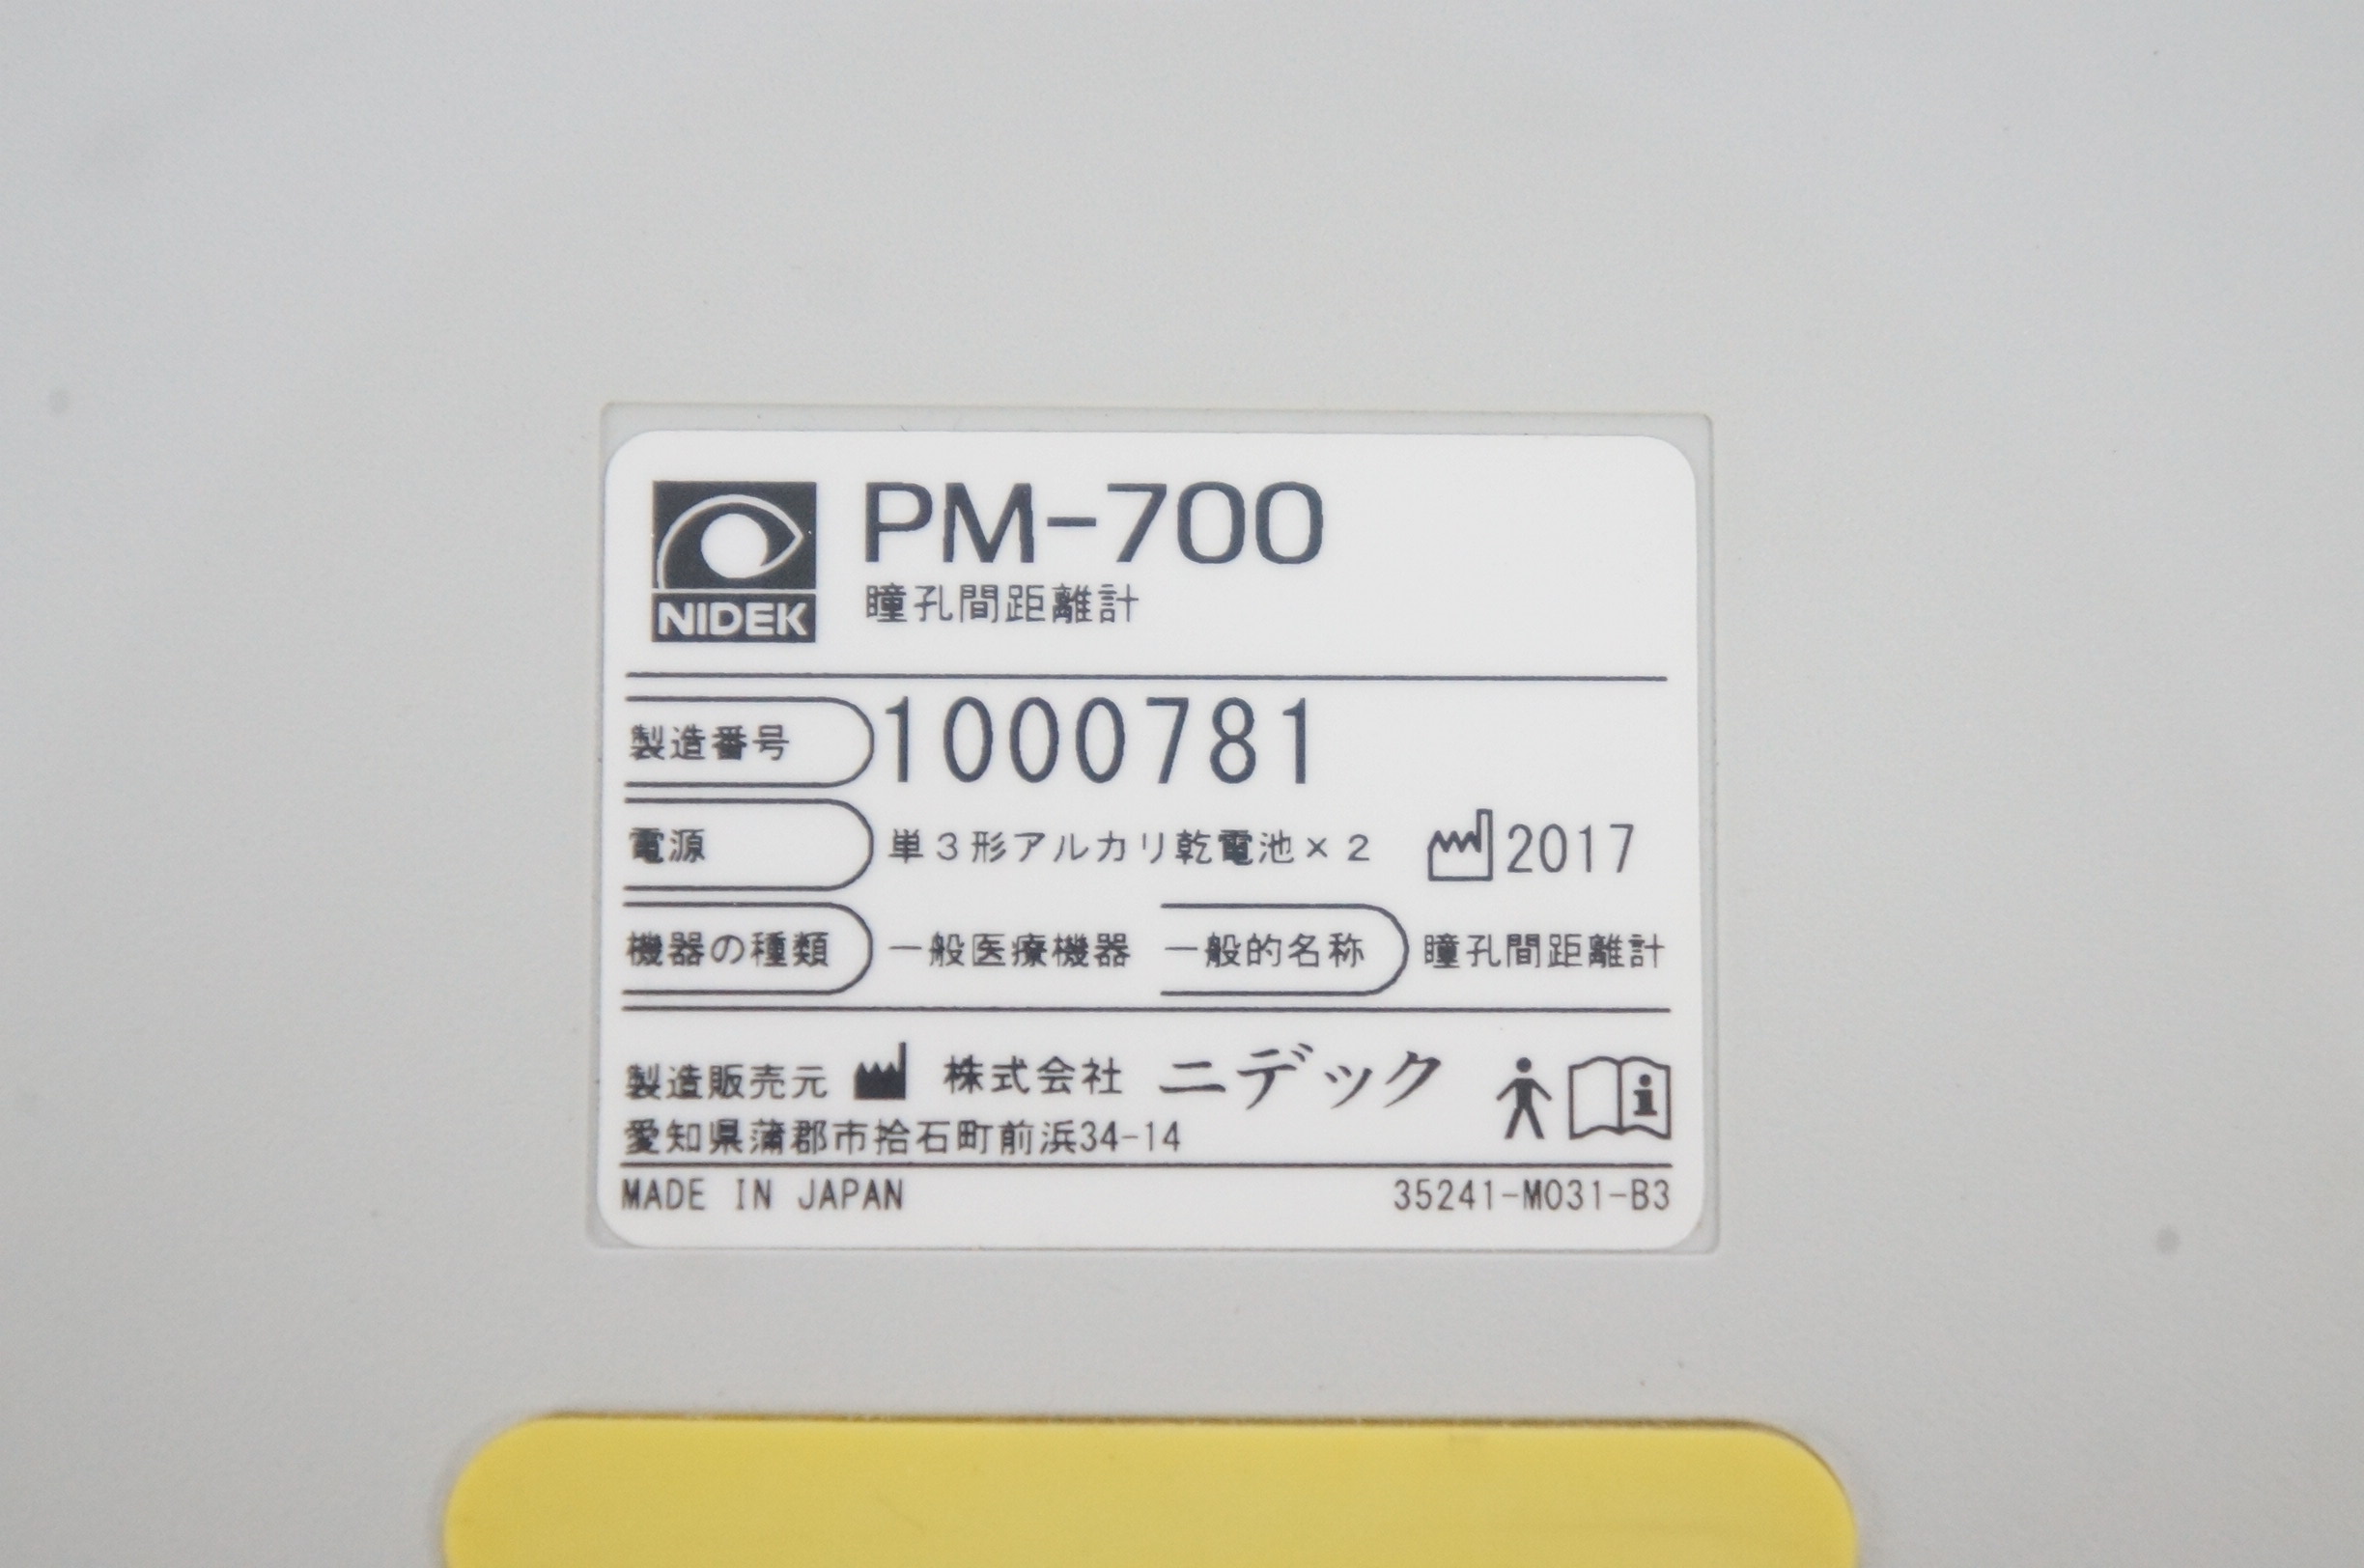 NIDEK
PM-700
瞳孔間距離計
製造番号 1000781
電源 単3形アルカリ乾電池×2 2017
機器の種類 一般医療機器 一般的名称 瞳孔間距離計
製造販売元 株式会社 ニデック
愛知県蒲郡市拾石町前浜34-14
MADE IN JAPAN 35241-M031-B3